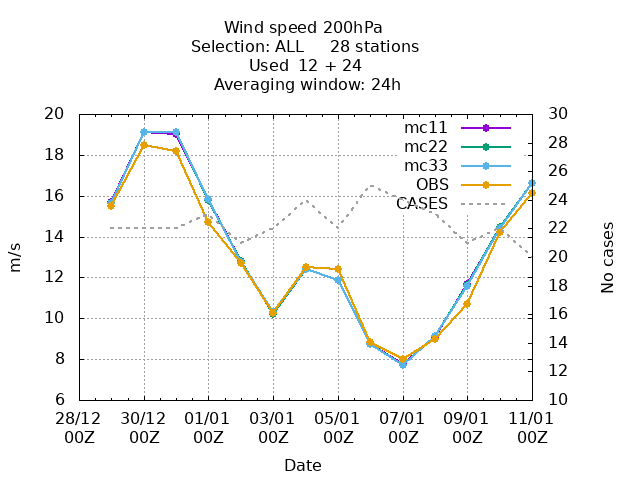 Wind speed 200hPa
Selection: ALL     28 stations
Used  12 + 24
Averaging window: 24h
20
18
16
14
12
10
8
6
m/s
30
28
26
24
22
20
18
16
14
12
10
No cases
mc11
mc22
mc33
OBS
CASES
28/12 30/12 01/01 03/01 05/01 07/01 09/01 11/01
00Z 00Z 00Z 00Z 00Z 00Z 00Z 00Z
Date